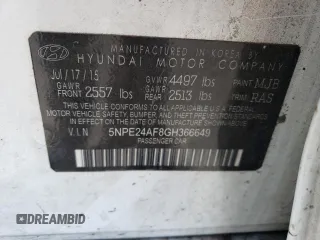 MANUFACTURED IN KOREA BY
HYUNDAI MOTOR COMPANY
Jul / 17 / 15 GVWR 4497 lbs PAINT MJB
GAWR FRONT 2557 lbs GAWR REAR 2513 lbs TRIM RAS
THIS VEHICLE CONFORMS TO ALL APPLICABLE FEDERAL
MOTOR VEHICLE SAFETY, BUMPER, AND THEFT
PREVENTION STANDARDS IN EFFECT ON THE DATE OF
MANUFACTURE SHOWN ABOVE.
V.I.N 5NPE24AF8GH366649
PASSENGER CAR
© DREAMBID
DREAMBID.COM